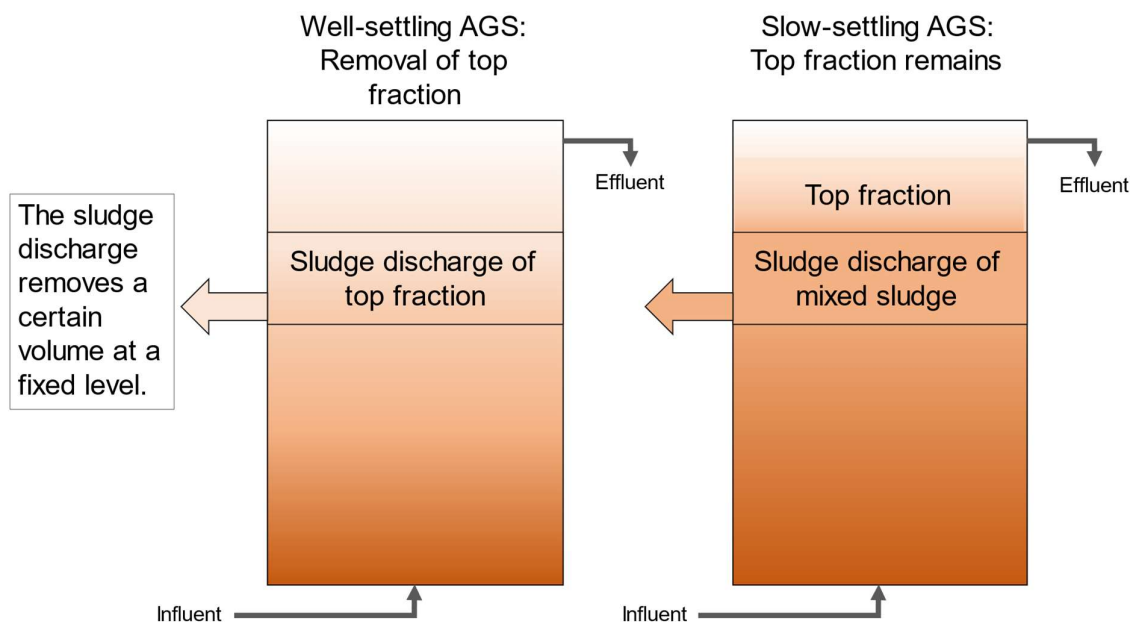 Well-settling AGS:
Removal of top
fraction
Slow-settling AGS:
Top fraction remains
Effluent
Effluent
The sludge
discharge
removes a
certain
volume at a
fixed level.
Top fraction
Sludge discharge of
top fraction
Sludge discharge of
mixed sludge
Influent
Influent